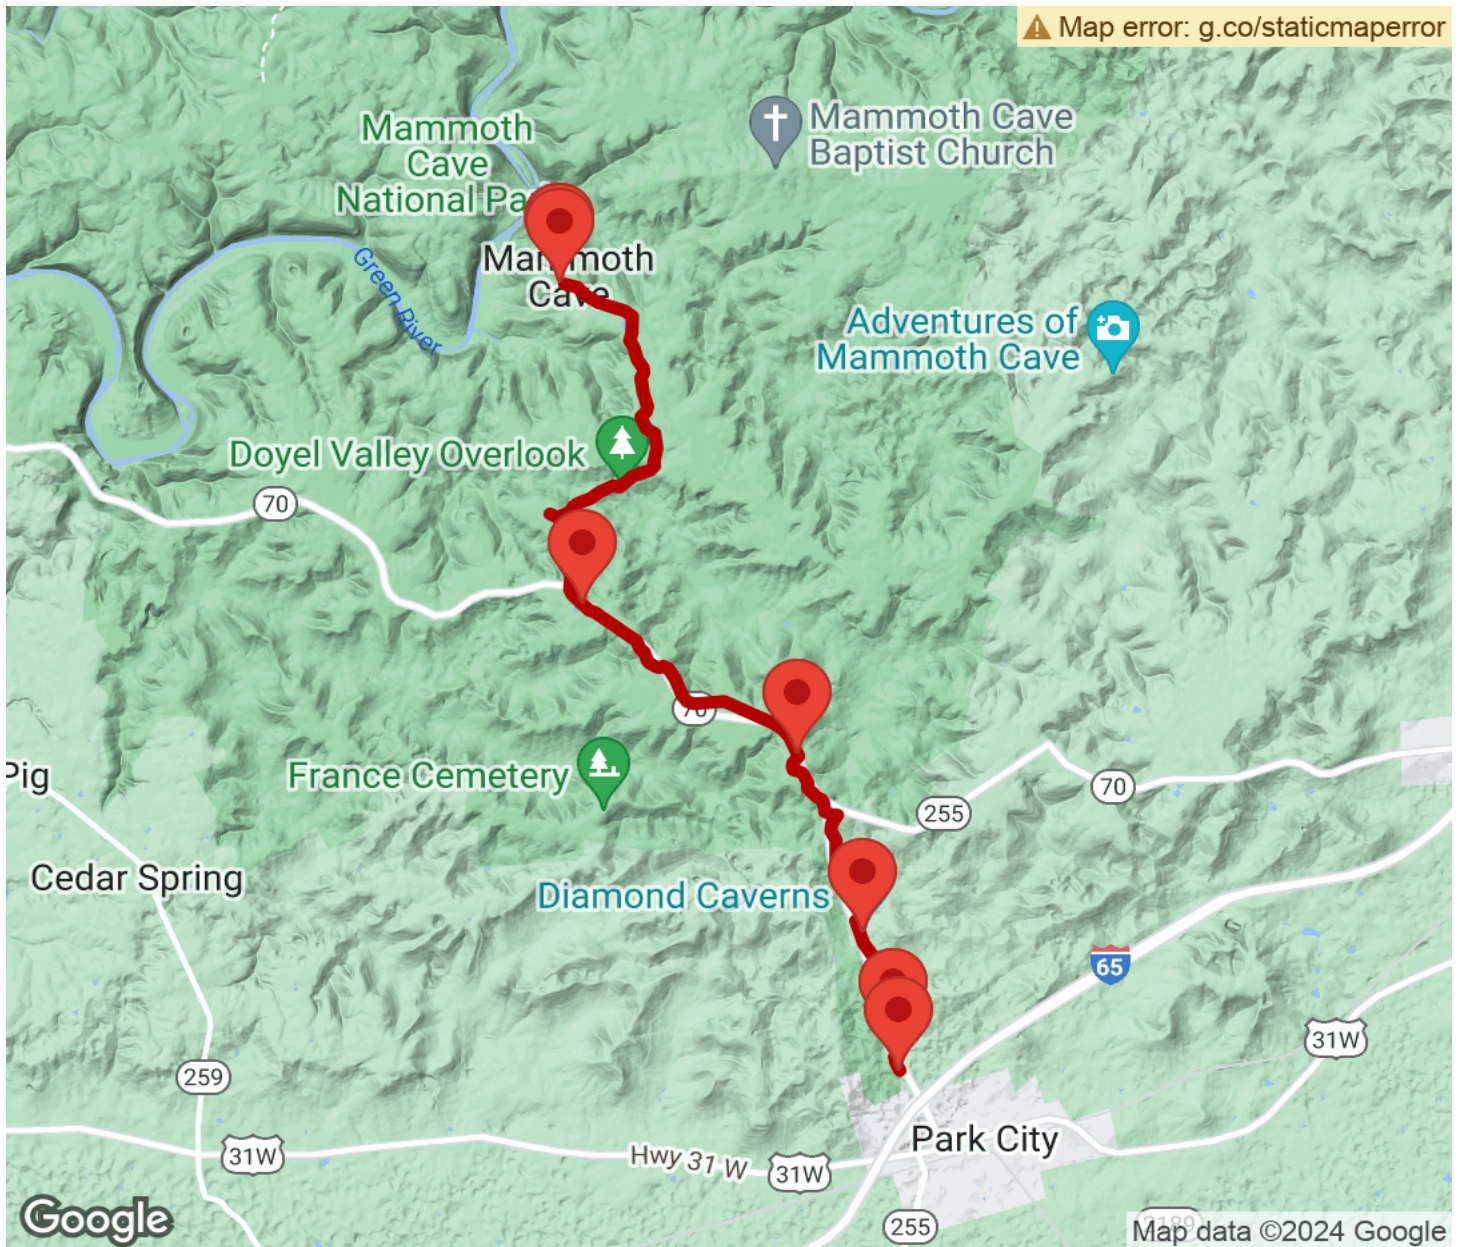 Map error: g.co/staticmaperror
Mammoth Cave
Baptist Church
Mammoth
Cave
National Pa
Mammoth
Cave
Green River
Adventures of
Mammoth Cave
Doyel Valley Overlook
70
70
France Cemetery
Pig
70
255
Cedar Spring
Diamond Caverns
65
31W
259
Park City
31W
Hwy 31 W
31W
255
Google
Map data ©2024 Google